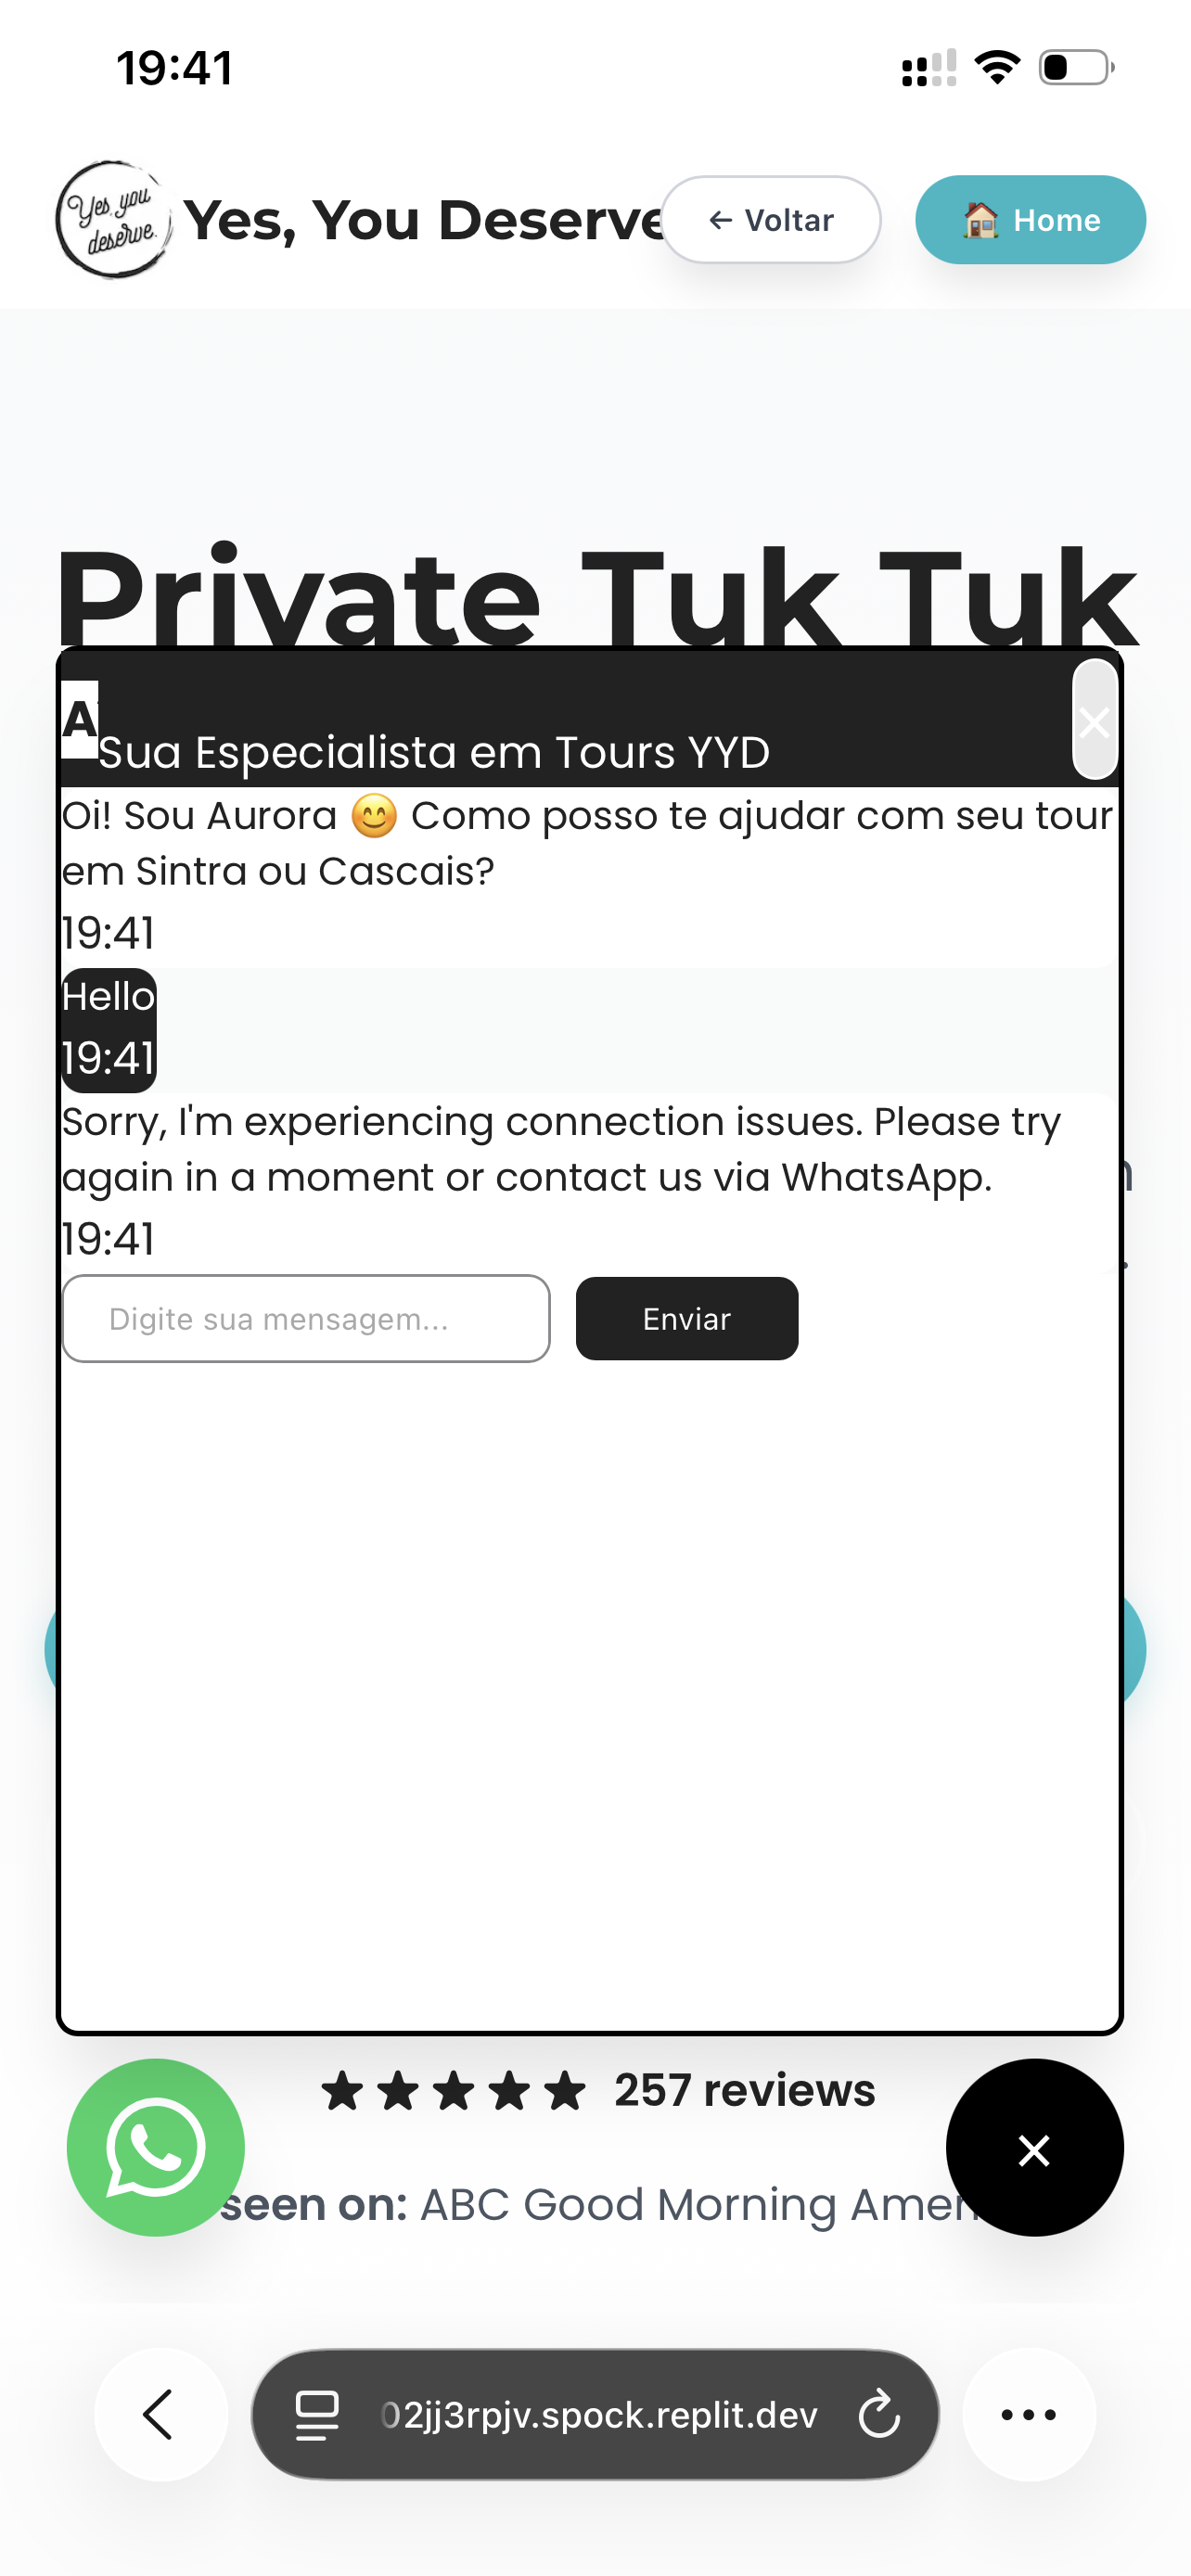 19:41
Yes, you
deserve.
Yes, You Deserve
← Voltar
🏠 Home
Private Tuk Tuk
A
Sua Especialista em Tours YYD
×
Oi! Sou Aurora 😊 Como posso te ajudar com seu tour
em Sintra ou Cascais?
19:41
Hello
19:41
Sorry, I'm experiencing connection issues. Please try
again in a moment or contact us via WhatsApp.
19:41
Digite sua mensagem...
Enviar
★★★★★ 257 reviews
×
seen on: ABC Good Morning Amer
02jj3rpjv.spock.replit.dev